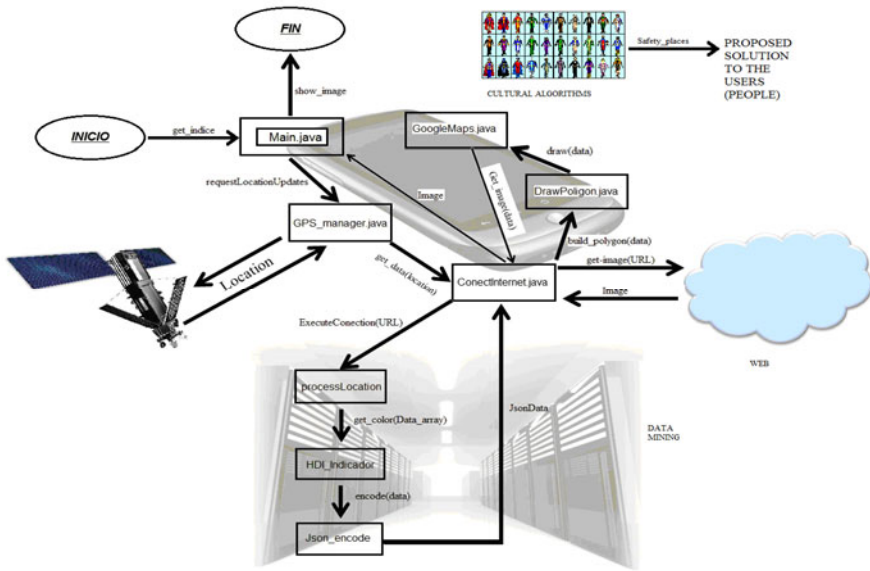 FIN
Safety_places
PROPOSED
SOLUTION
TO THE
USERS
(PEOPLE)
CULTURAL ALGORITHMS
show_image
INICIO
get_indice
Main.java
GoogleMaps.java
draw(data)
requestLocationUpdates
Image
Get_image(data)
DrawPoligon.java
GPS_manager.java
build_polygon(data)
Location
get_data(location)
get-image(URL)
ConectInternet.java
Image
ExecuteConection(URL)
WEB
processLocation
JsonData
get_color(Data_array)
DATA
MINING
HDI_Indicador
encode(data)
Json_encode